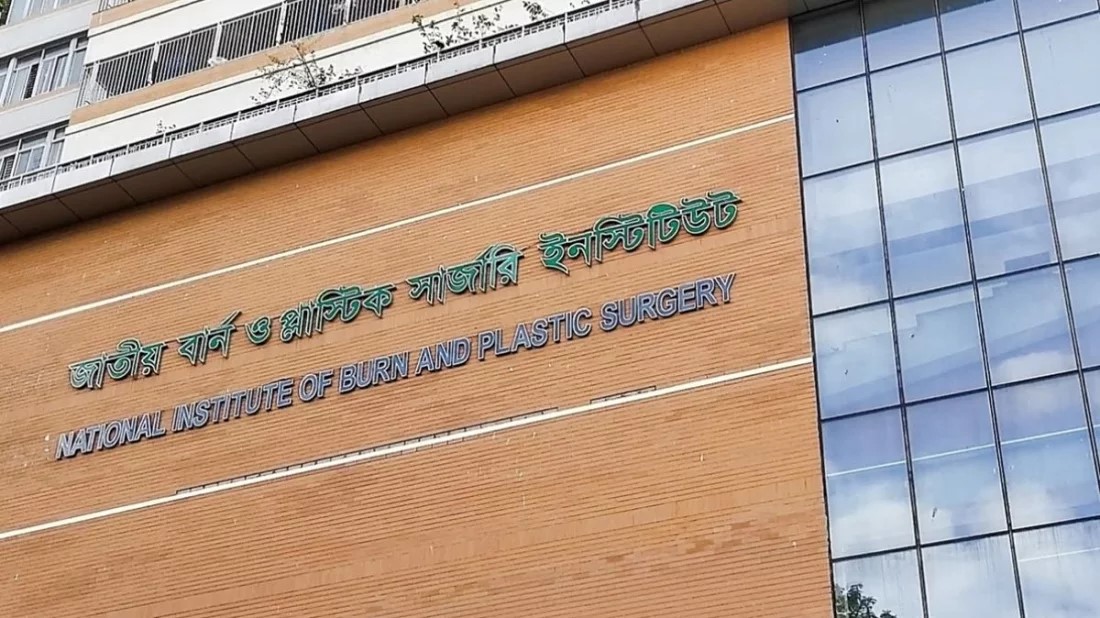 জাতীয় বার্ন ও প্লাস্টিক সার্জারি ইনস্টিটিউট
NATIONAL INSTITUTE OF BURN AND PLASTIC SURGERY